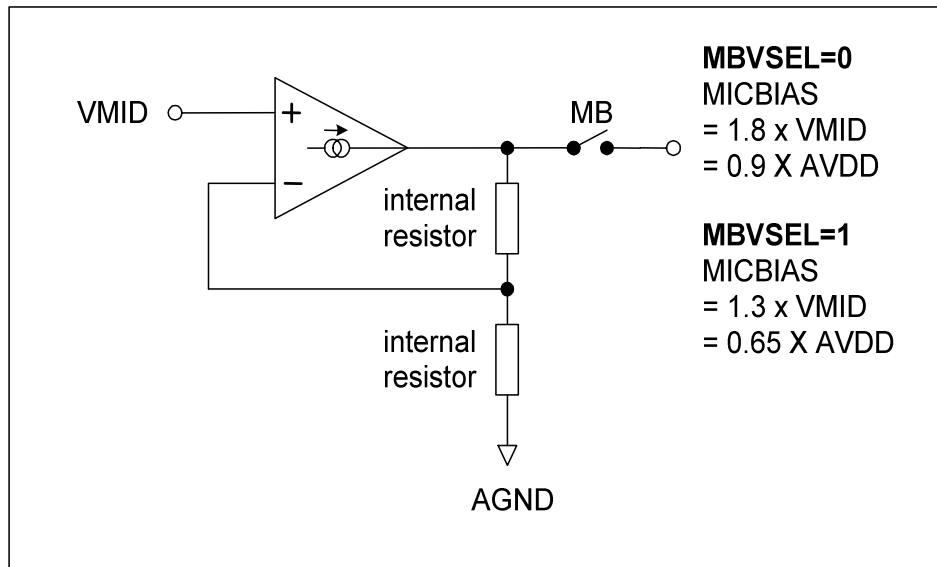 VMID
+
−
MB
internal
resistor
internal
resistor
AGND
MBVSEL=0
MICBIAS
= 1.8 x VMID
= 0.9 X AVDD
MBVSEL=1
MICBIAS
= 1.3 x VMID
= 0.65 X AVDD